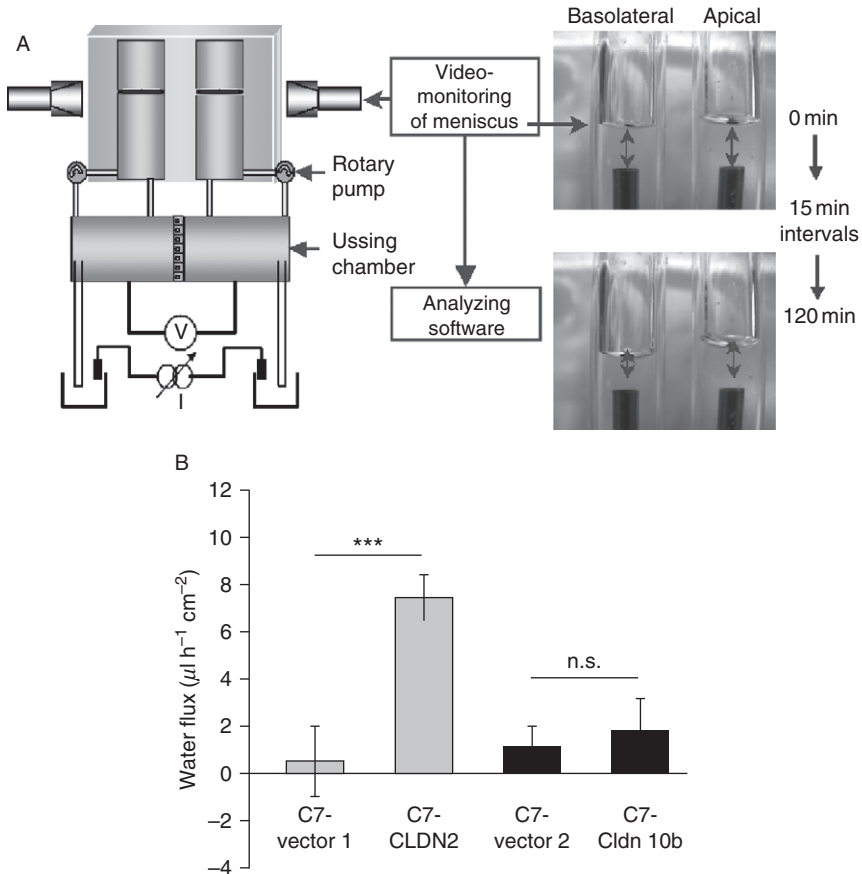 A
Basolateral Apical
Video-
monitoring
of meniscus
0 min
Rotary
pump
15 min
intervals
Ussing
chamber
Analyzing
software
120 min
V
I
B
12
10
8
6
4
2
0
−2
−4
Water flux (μl h⁻¹ cm⁻²)
***
n.s.
C7-
vector 1
C7-
CLDN2
C7-
vector 2
C7-
Cldn 10b